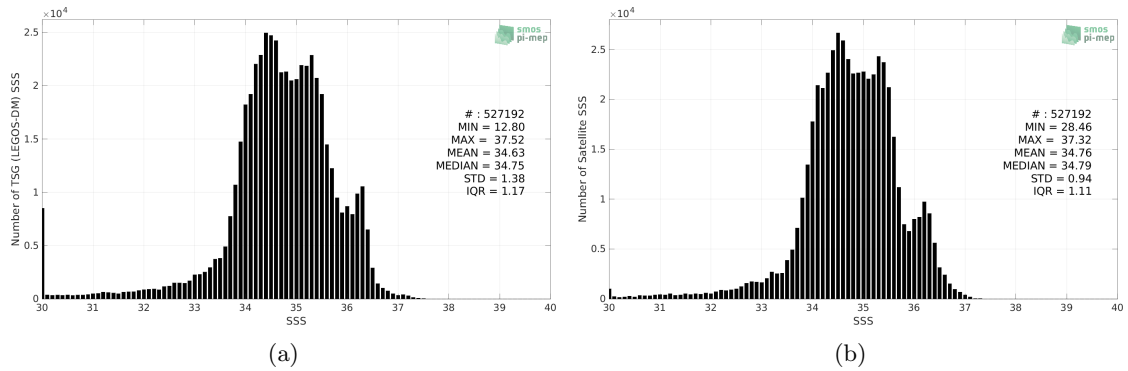 ×10⁴
2.5
2
1.5
1
0.5
0
Number of TSG (LEGOS-DM) SSS
30 31 32 33 34 35 36 37 38 39 40
SSS
smos
pi-mep
# : 527192
MIN = 12.80
MAX = 37.52
MEAN = 34.63
MEDIAN = 34.75
STD = 1.38
IQR = 1.17
(a)
×10⁴
2.5
2
1.5
1
0.5
0
Number of Satellite SSS
30 31 32 33 34 35 36 37 38 39 40
SSS
smos
pi-mep
# : 527192
MIN = 28.46
MAX = 37.32
MEAN = 34.76
MEDIAN = 34.79
STD = 0.94
IQR = 1.11
(b)